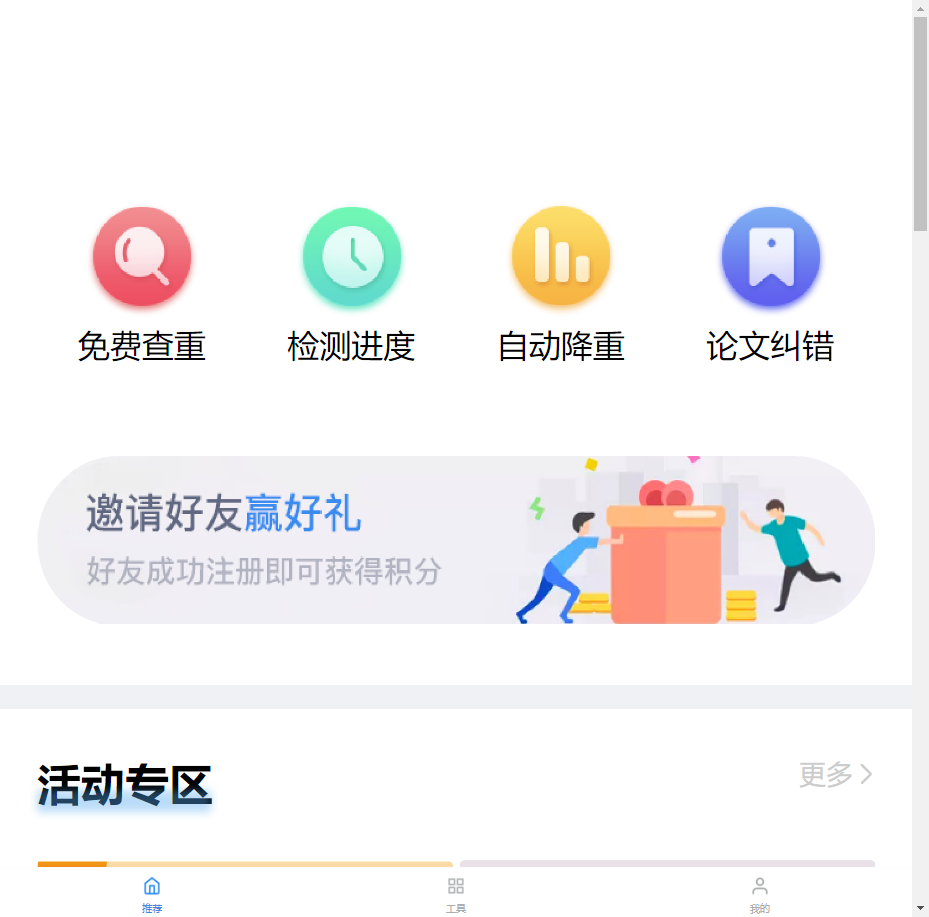 免费查重
检测进度
自动降重
论文纠错
邀请好友赢好礼
好友成功注册即可获得积分
活动专区
更多
推荐
工具
我的